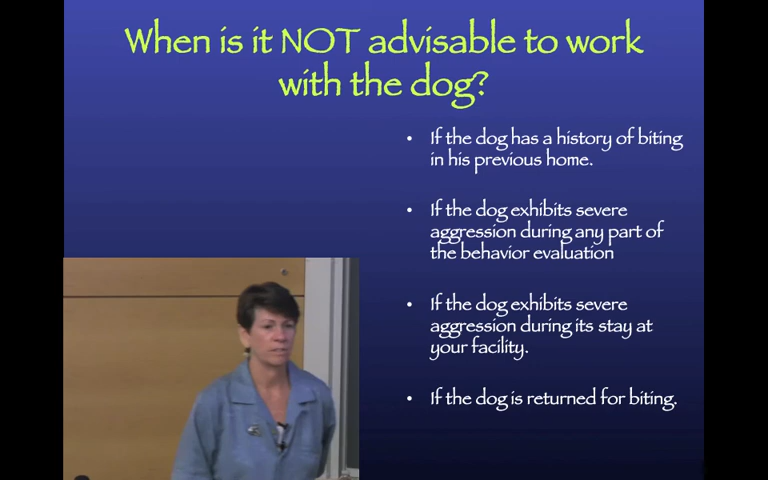 When is it NOT advisable to work
with the dog?
• If the dog has a history of biting
in his previous home.
• If the dog exhibits severe
aggression during any part of
the behavior evaluation
• If the dog exhibits severe
aggression during its stay at
your facility.
• If the dog is returned for biting.